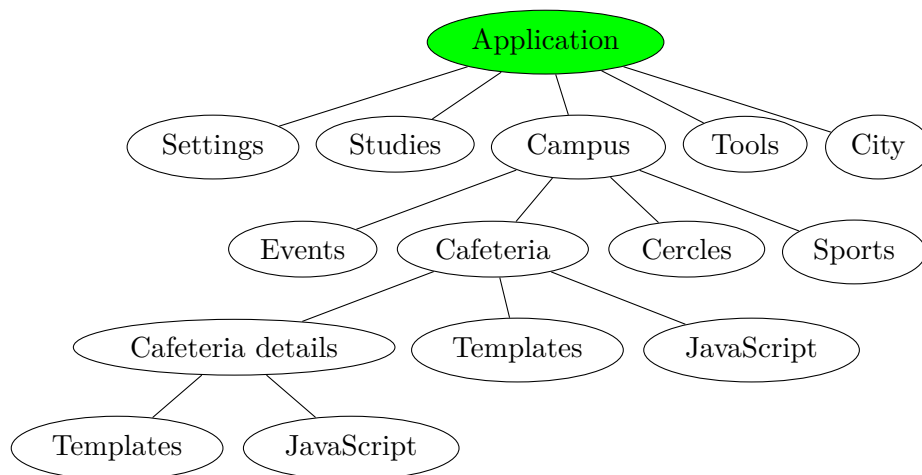 Application
Settings Studies Campus Tools City
Events Cafeteria Cercles Sports
Cafeteria details Templates JavaScript
Templates JavaScript